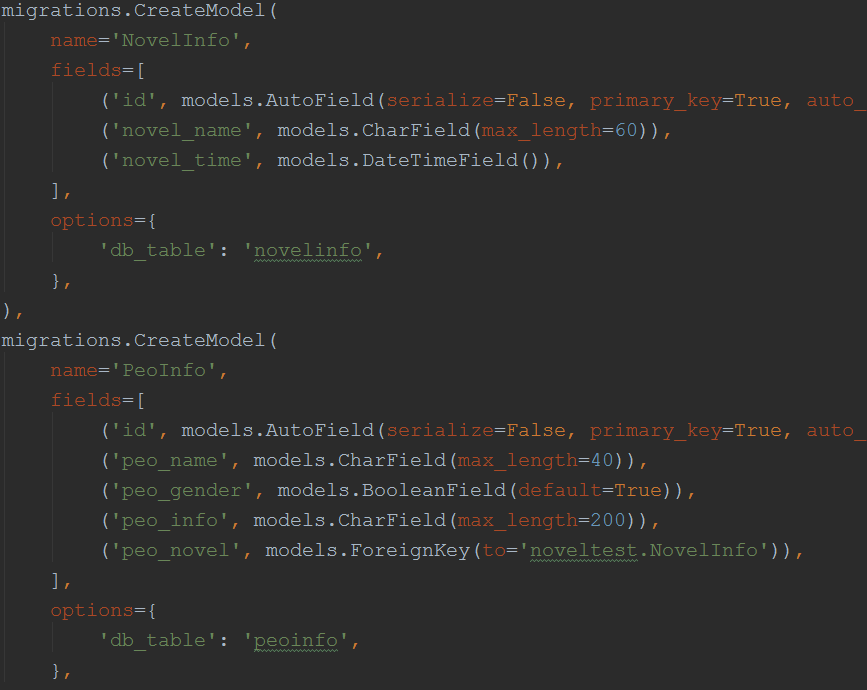 migrations.CreateModel(
    name='NovelInfo',
    fields=[
        ('id', models.AutoField(serialize=False, primary_key=True, auto_
        ('novel_name', models.CharField(max_length=60)),
        ('novel_time', models.DateTimeField()),
    ],
    options={
        'db_table': 'novelinfo',
    },
),
migrations.CreateModel(
    name='PeoInfo',
    fields=[
        ('id', models.AutoField(serialize=False, primary_key=True, auto_
        ('peo_name', models.CharField(max_length=40)),
        ('peo_gender', models.BooleanField(default=True)),
        ('peo_info', models.CharField(max_length=200)),
        ('peo_novel', models.ForeignKey(to='noveltest.NovelInfo')),
    ],
    options={
        'db_table': 'peoinfo',
    },